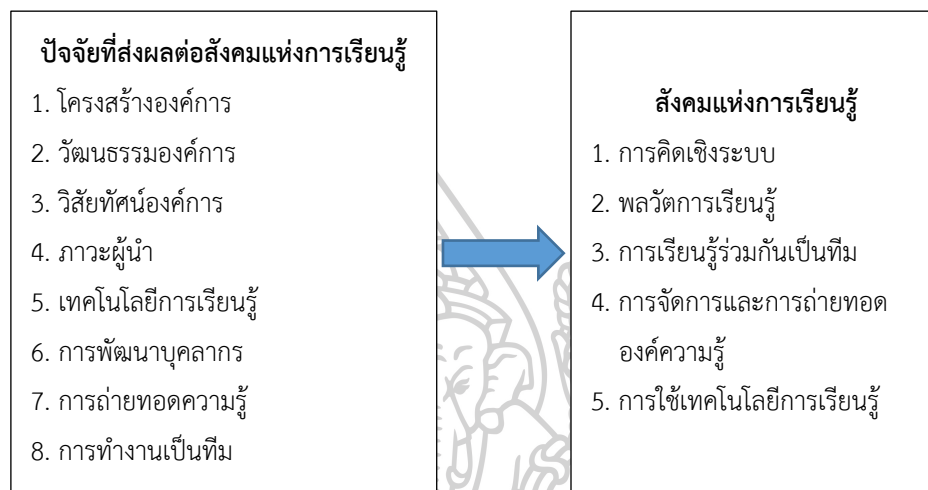 ปัจจัยที่ส่งผลต่อสังคมแห่งการเรียนรู้
1. โครงสร้างองค์การ
2. วัฒนธรรมองค์การ
3. วิสัยทัศน์องค์การ
4. ภาวะผู้นำ
5. เทคโนโลยีการเรียนรู้
6. การพัฒนาบุคลากร
7. การถ่ายทอดความรู้
8. การทำงานเป็นทีม
สังคมแห่งการเรียนรู้
1. การคิดเชิงระบบ
2. พลวัตการเรียนรู้
3. การเรียนรู้ร่วมกันเป็นทีม
4. การจัดการและการถ่ายทอด
องค์ความรู้
5. การใช้เทคโนโลยีการเรียนรู้